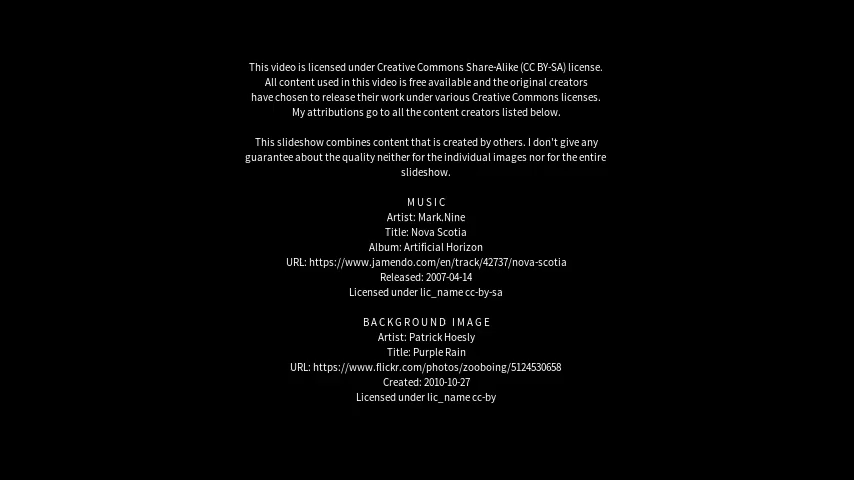 This video is licensed under Creative Commons Share-Alike (CC BY-SA) license.
All content used in this video is free available and the original creators
have chosen to release their work under various Creative Commons licenses.
My attributions go to all the content creators listed below.
This slideshow combines content that is created by others. I don't give any
guarantee about the quality neither for the individual images nor for the entire
slideshow.
MUSIC
Artist: Mark.Nine
Title: Nova Scotia
Album: Artificial Horizon
URL: https://www.jamendo.com/en/track/42737/nova-scotia
Released: 2007-04-14
Licensed under lic_name cc-by-sa
BACKGROUND IMAGE
Artist: Patrick Hoesly
Title: Purple Rain
URL: https://www.flickr.com/photos/zooboing/5124530658
Created: 2010-10-27
Licensed under lic_name cc-by